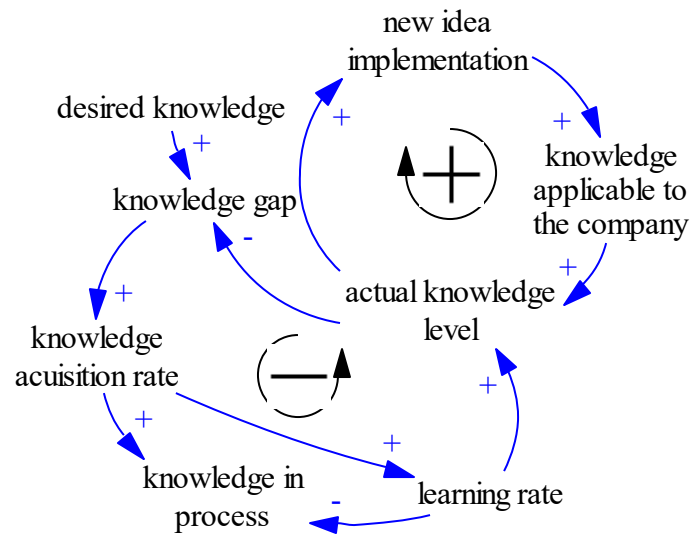 new idea
implementation
+
desired knowledge
+
+
+
knowledge
applicable to
the company
knowledge gap
-
+
+
actual knowledge
level
+
knowledge
acuisition rate
−
+
+
+
knowledge in
process
-
learning rate